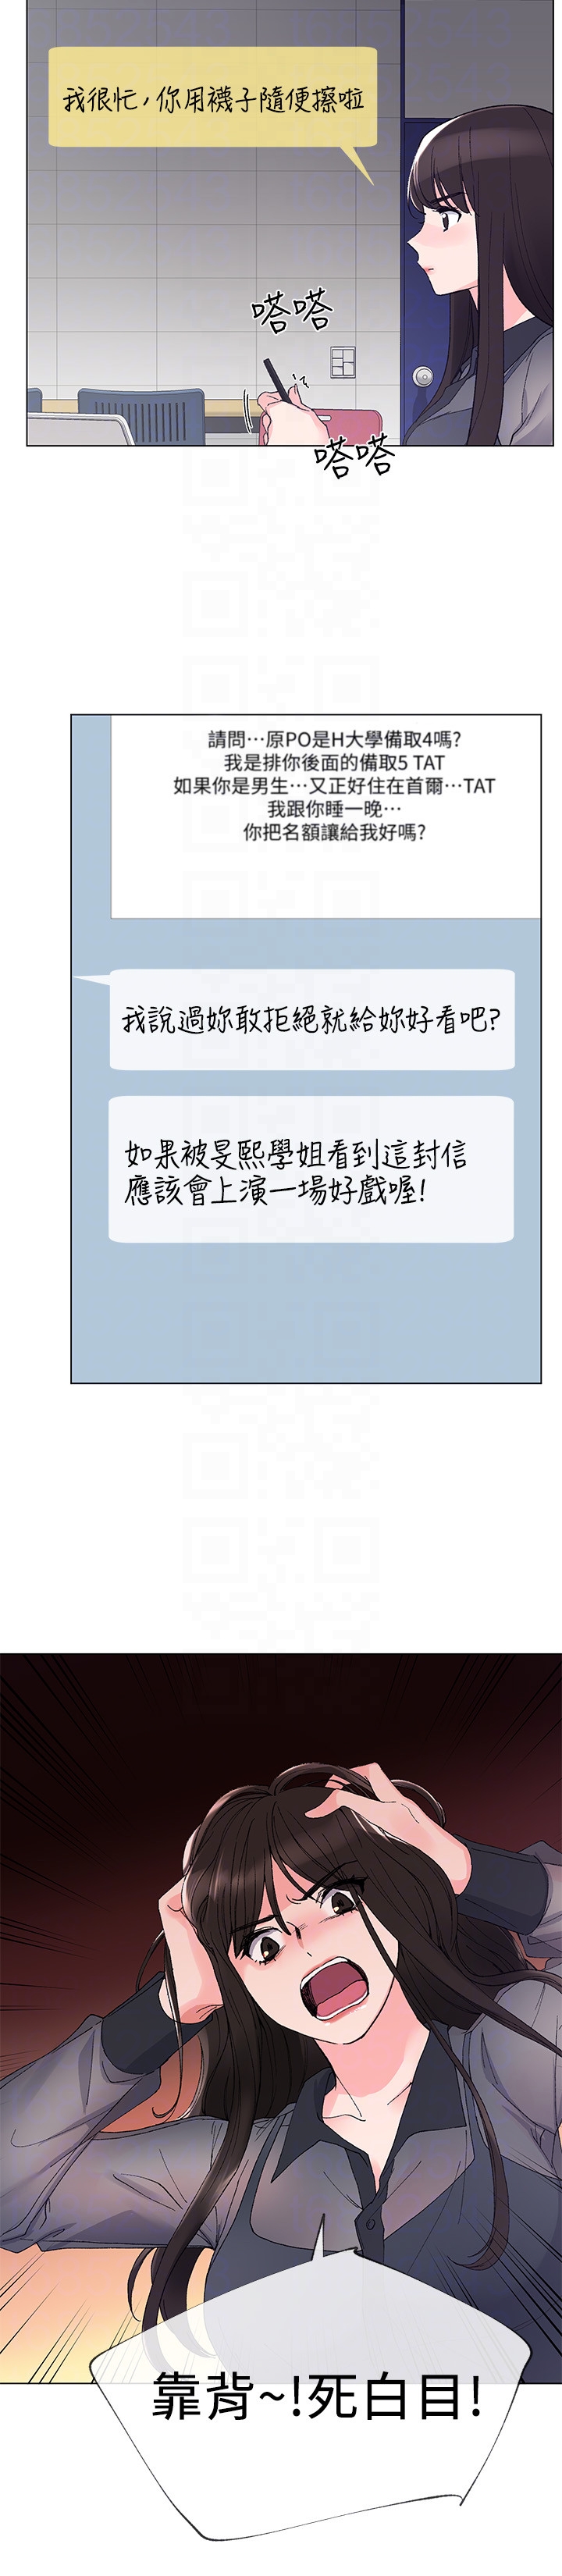 我很忙，你用襪子隨便擦啦
嗒嗒
嗒嗒
請問⋯原PO是H大學備取4嗎?
我是排你後面的備取5 TAT
如果你是男生⋯又正好住在首爾⋯TAT
我跟你睡一晚⋯
你把名額讓給我好嗎?
我說過妳敢拒絕就給妳好看吧?
如果被旻熙學姐看到這封信
應該會上演一場好戲喔!
靠背~!死白目!